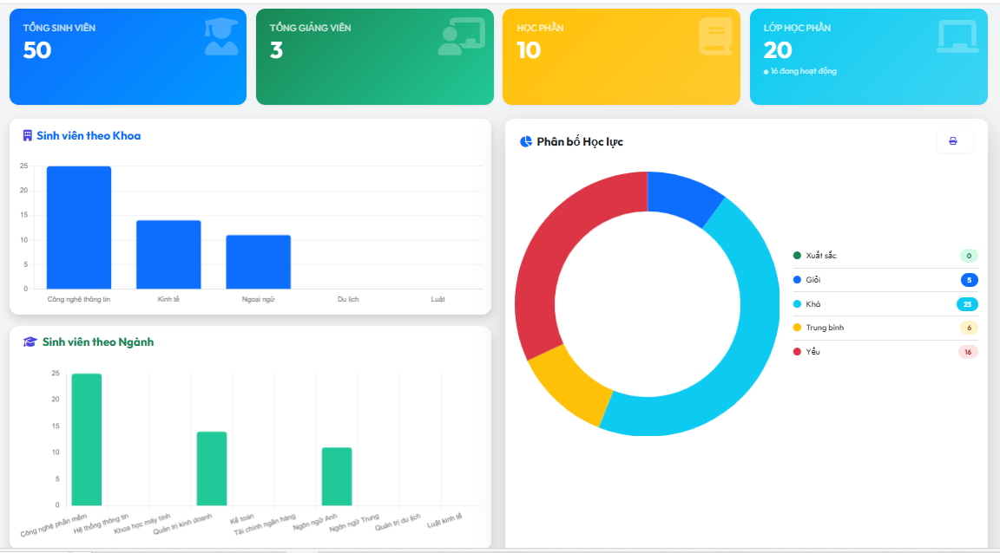 TỔNG SINH VIÊN
50
TỔNG GIẢNG VIÊN
3
HỌC PHẦN
10
LỚP HỌC PHẦN
20
16 đang hoạt động
Sinh viên theo Khoa
25
20
15
10
5
0
Công nghệ thông tin
Kinh tế
Ngoại ngữ
Du lịch
Luật
Sinh viên theo Ngành
25
20
15
10
5
0
Công nghệ phần mềm
Hệ thống thông tin
Khoa học máy tính
Quản trị kinh doanh
Kế toán
Tài chính ngân hàng
Ngôn ngữ Anh
Ngôn ngữ Trung
Quản trị du lịch
Luật kinh tế
Phân bố Học lực
Xuất sắc 0
Giỏi 5
Khá 23
Trung bình 6
Yếu 16